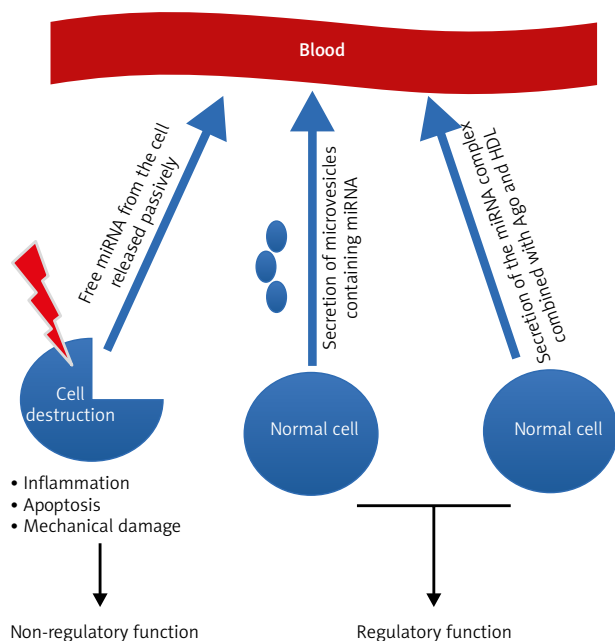 Blood
Free miRNA from the cell
released passively
Secretion of microvesicles
containing miRNA
Secretion of the miRNA complex
combined with Ago and HDL
Cell
destruction
Normal cell
Normal cell
• Inflammation
• Apoptosis
• Mechanical damage
Non-regulatory function
Regulatory function